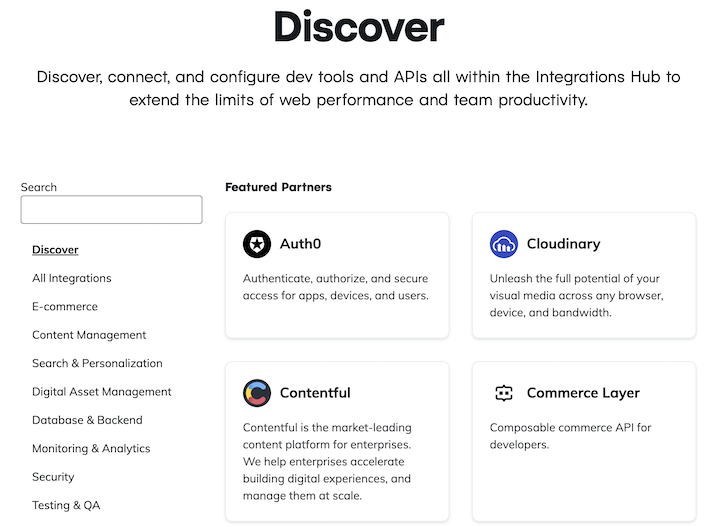 Discover
Discover, connect, and configure dev tools and APIs all within the Integrations Hub to
extend the limits of web performance and team productivity.
Search
Discover
All Integrations
E-commerce
Content Management
Search & Personalization
Digital Asset Management
Database & Backend
Monitoring & Analytics
Security
Testing & QA
Featured Partners
Auth0
Authenticate, authorize, and secure
access for apps, devices, and users.
Cloudinary
Unleash the full potential of your
visual media across any browser,
device, and bandwidth.
Contentful
Contentful is the market-leading
content platform for enterprises.
We help enterprises accelerate
building digital experiences, and
manage them at scale.
Commerce Layer
Composable commerce API for
developers.